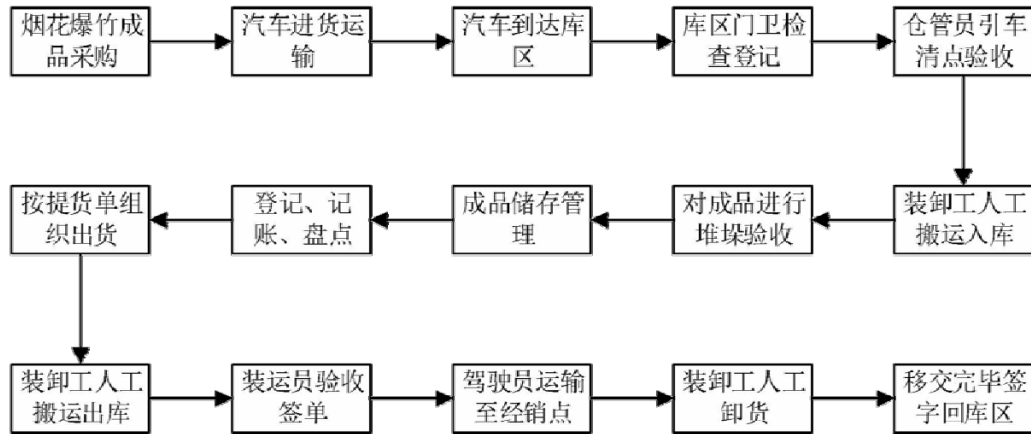 烟花爆竹成
品采购
汽车进货运
输
汽车到达库
区
库区门卫检
查登记
仓管员引车
清点验收
装卸工人工
搬运入库
对成品进行
堆垛验收
成品储存管
理
登记、记
账、盘点
按提货单组
织出货
装卸工人工
搬运出库
装运员验收
签单
驾驶员运输
至经销点
装卸工人工
卸货
移交完毕签
字回库区